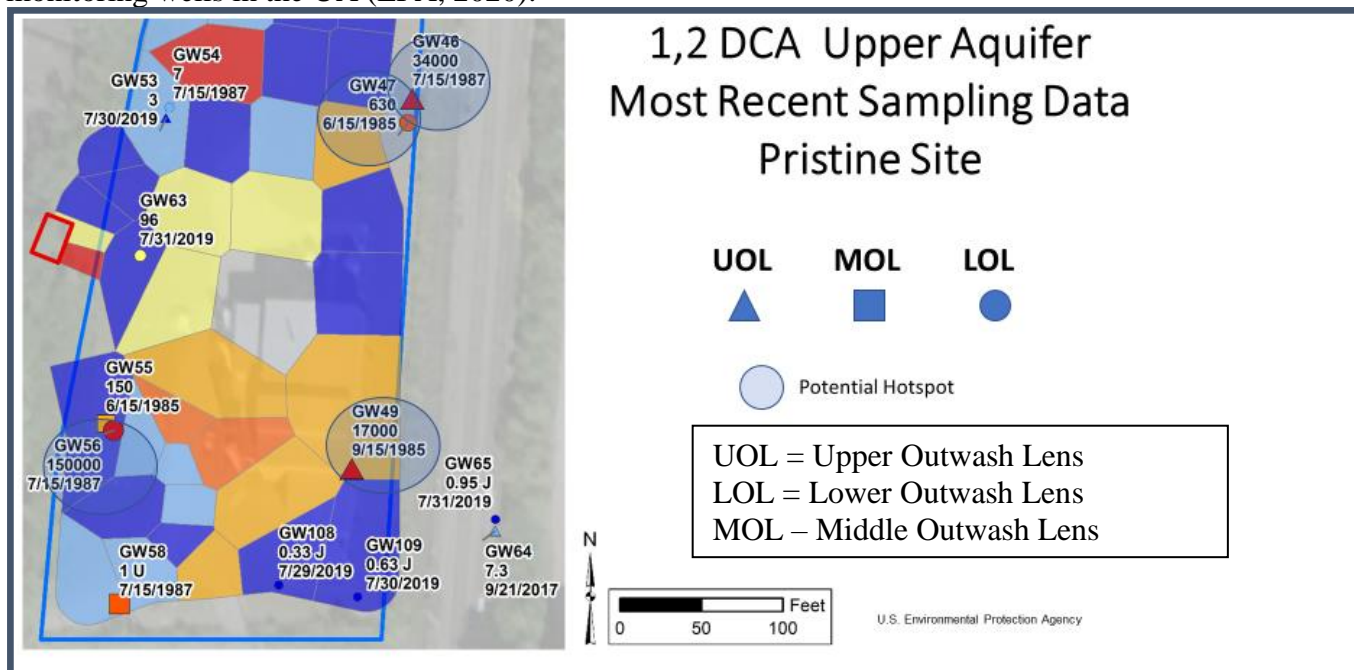 monitoring wells in the UA (EPA, 2020).
1,2 DCA Upper Aquifer
Most Recent Sampling Data
Pristine Site
GW54
7
7/15/1987
GW53
3
7/30/2019
GW46
34000
7/15/1987
GW47
630
6/15/1985
GW63
96
7/31/2019
UOL MOL LOL
Potential Hotspot
GW55
150
6/15/1985
GW56
150000
7/15/1987
GW49
17000
9/15/1985
GW65
0.95 J
7/31/2019
GW108
0.33 J
7/29/2019
GW109
0.63 J
7/30/2019
GW64
7.3
9/21/2017
GW58
1 U
7/15/1987
UOL = Upper Outwash Lens
LOL = Lower Outwash Lens
MOL – Middle Outwash Lens
N
Feet
0 50 100
U.S. Environmental Protection Agency